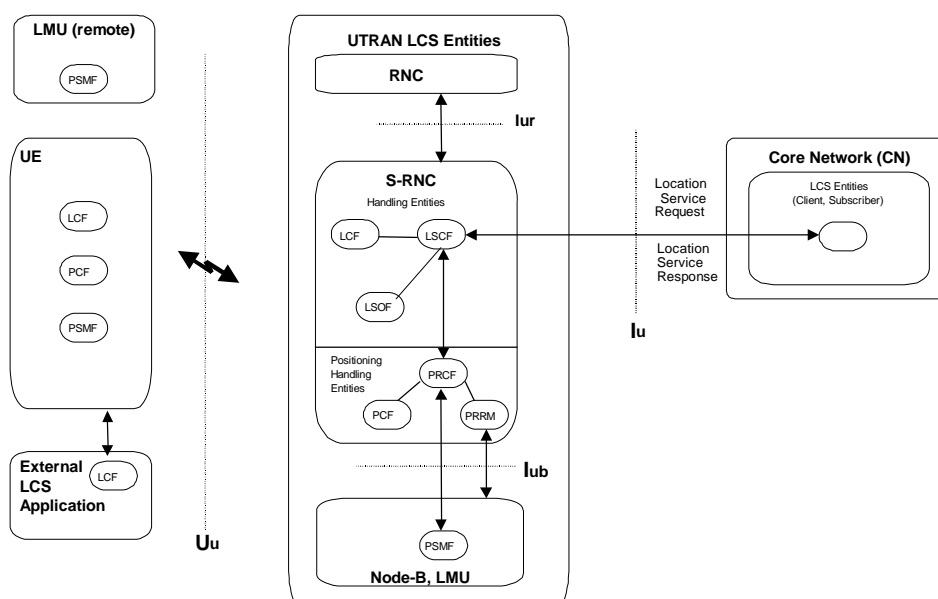 LMU (remote)
PSMF
UE
LCF
PCF
PSMF
External
LCS
Application
LCF
Uu
UTRAN LCS Entities
RNC
Iur
S-RNC
Handling Entities
LCF
LSCF
LSOF
Positioning
Handling
Entities
PRCF
PCF
PRRM
Iub
PSMF
Node-B, LMU
Location
Service
Request
Location
Service
Response
Iu
Core Network (CN)
LCS Entities
(Client, Subscriber)